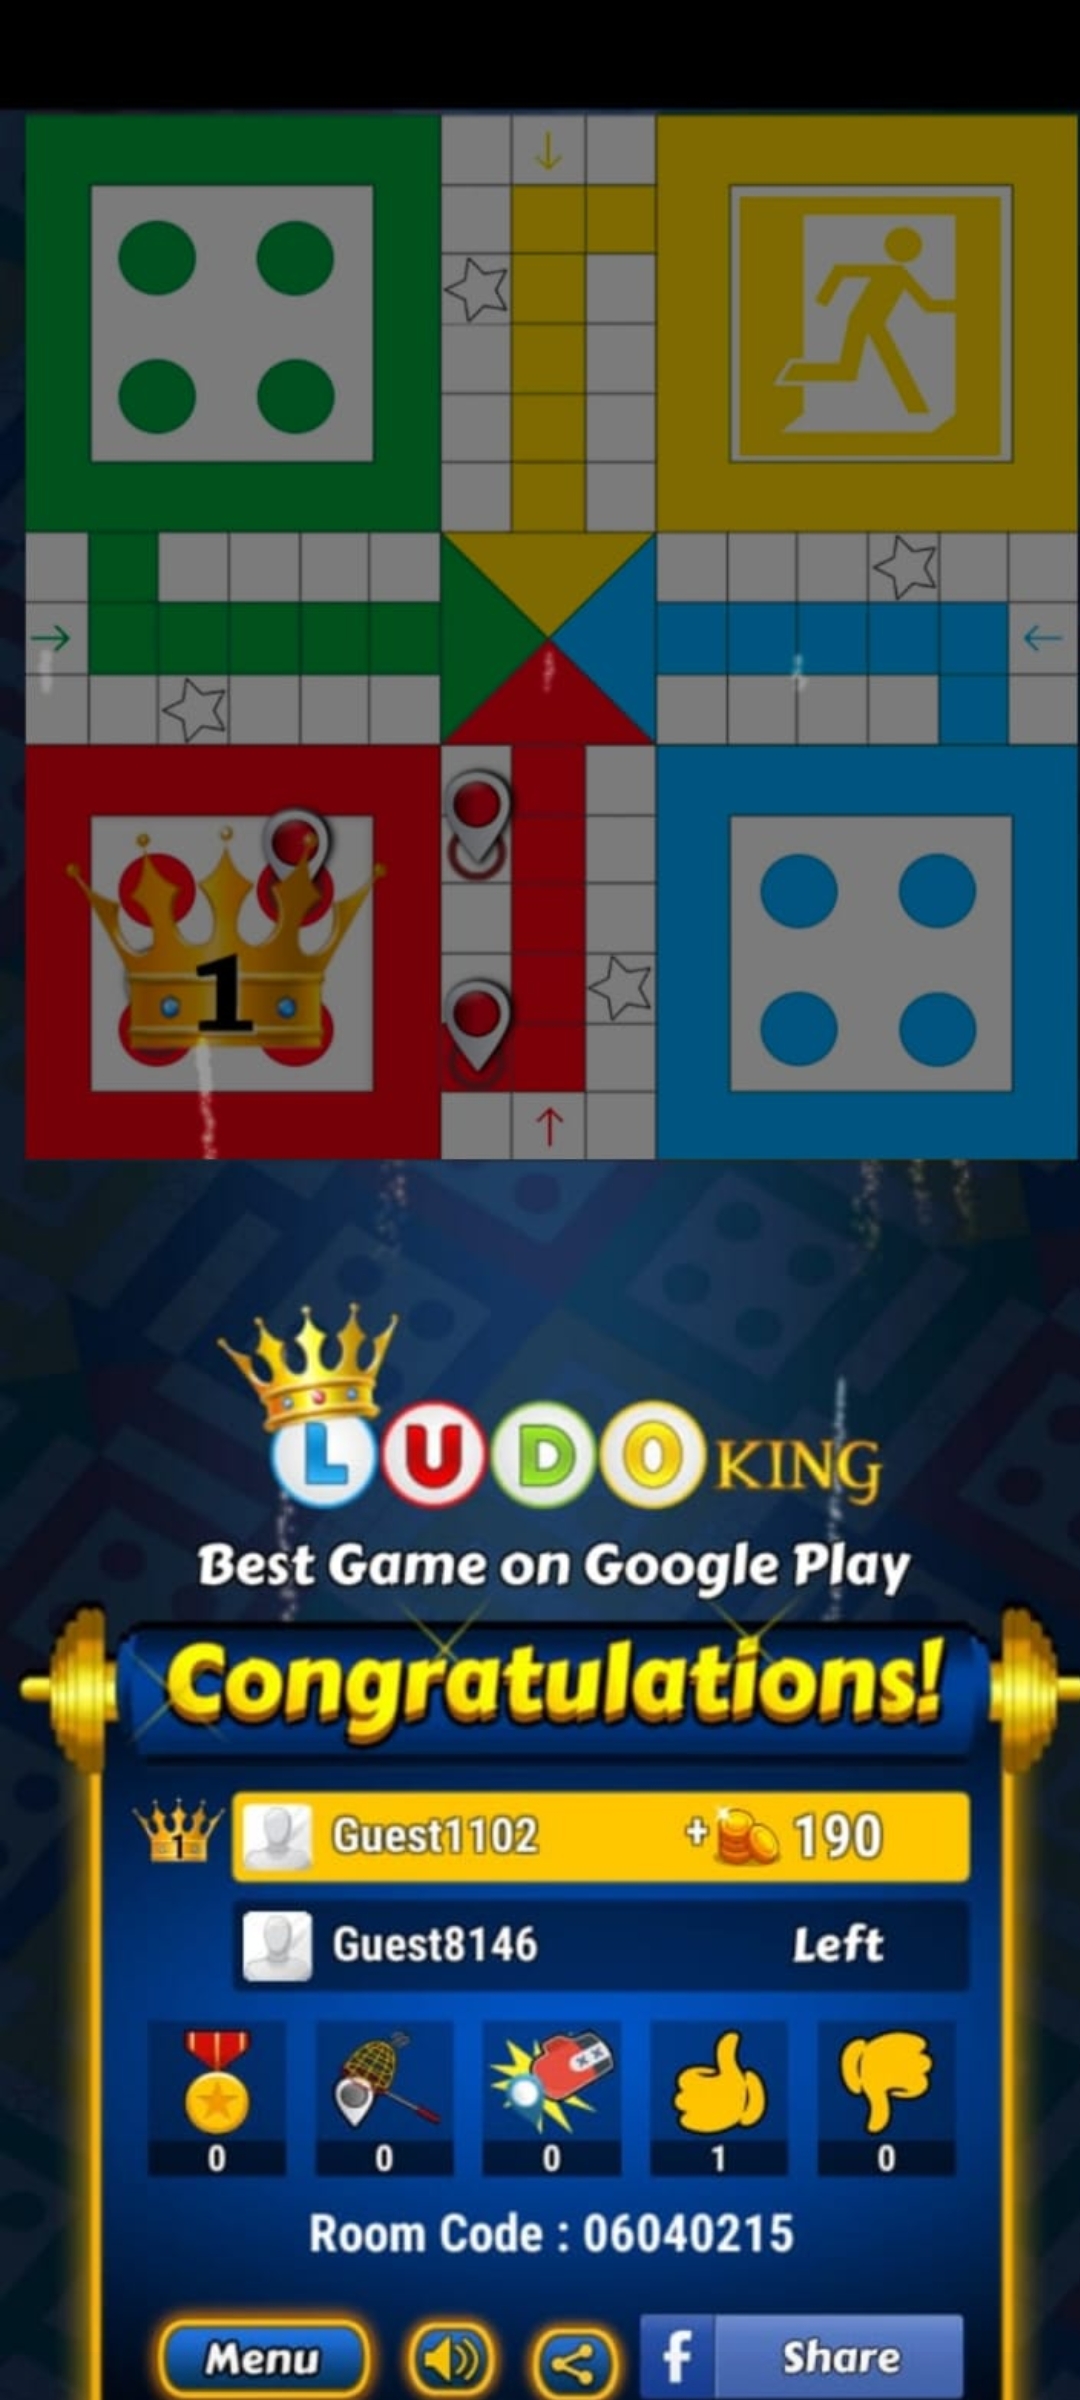 1
LUDO KING
Best Game on Google Play
Congratulations!
1 Guest1102 + 190
Guest8146 Left
0 0 0 1 0
Room Code : 06040215
Menu f Share